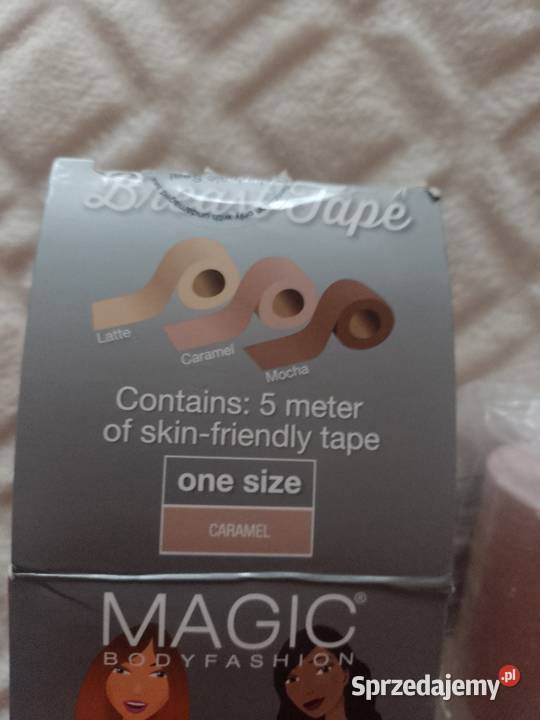 Breast Tape
Latte
Caramel
Mocha
Contains: 5 meter
of skin-friendly tape
one size
CARAMEL
MAGIC®
BODYFASHION
Sprzedajemy.pl